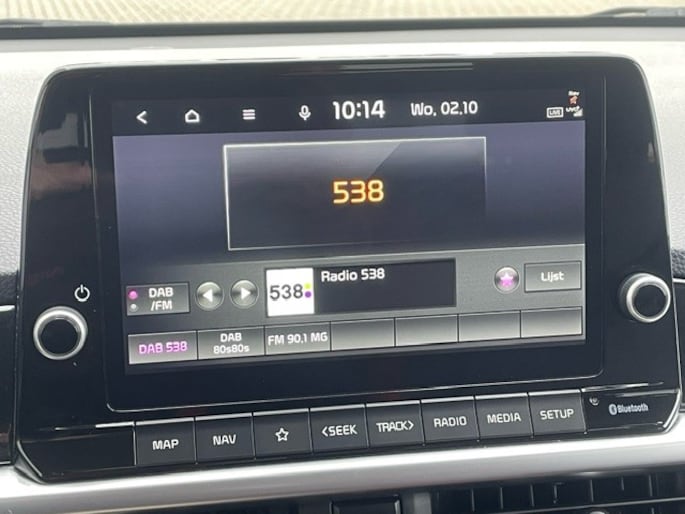 10:14 Wo. 02.10
LIVE
538
DAB
/FM
538
Radio 538
Lijst
DAB 538
DAB
80s80s
FM 90.1 MG
MAP
NAV
<SEEK
TRACK>
RADIO
MEDIA
SETUP
Bluetooth